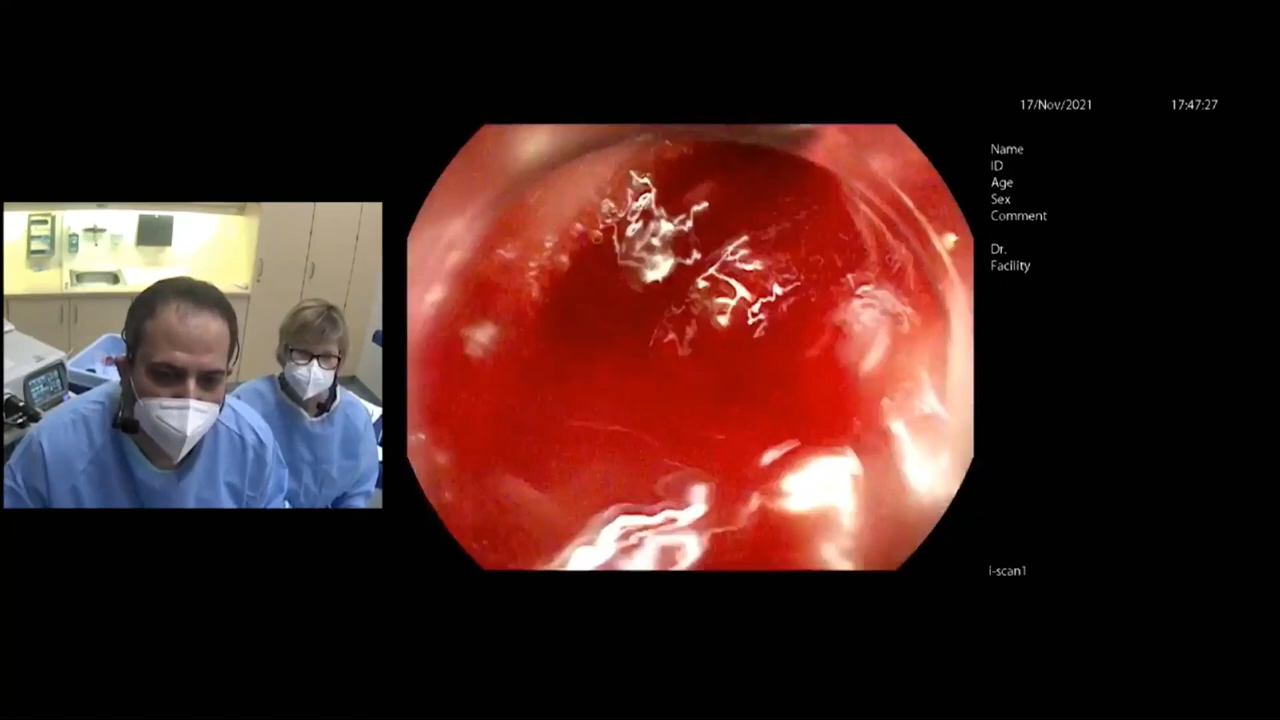 17/Nov/2021 17:47:27
Name
ID
Age
Sex
Comment
Dr.
Facility
i-scan1